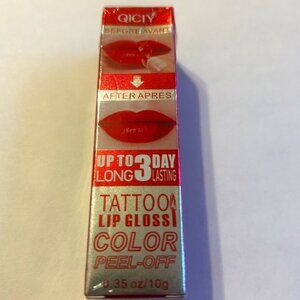 QICIY
BEFORE AVANT
AFTER APRES
UP TO 3 DAY
LONG LASTING
TATTOO
LIP GLOSS
COLOR
PEEL-OFF
0.35 oz/10g